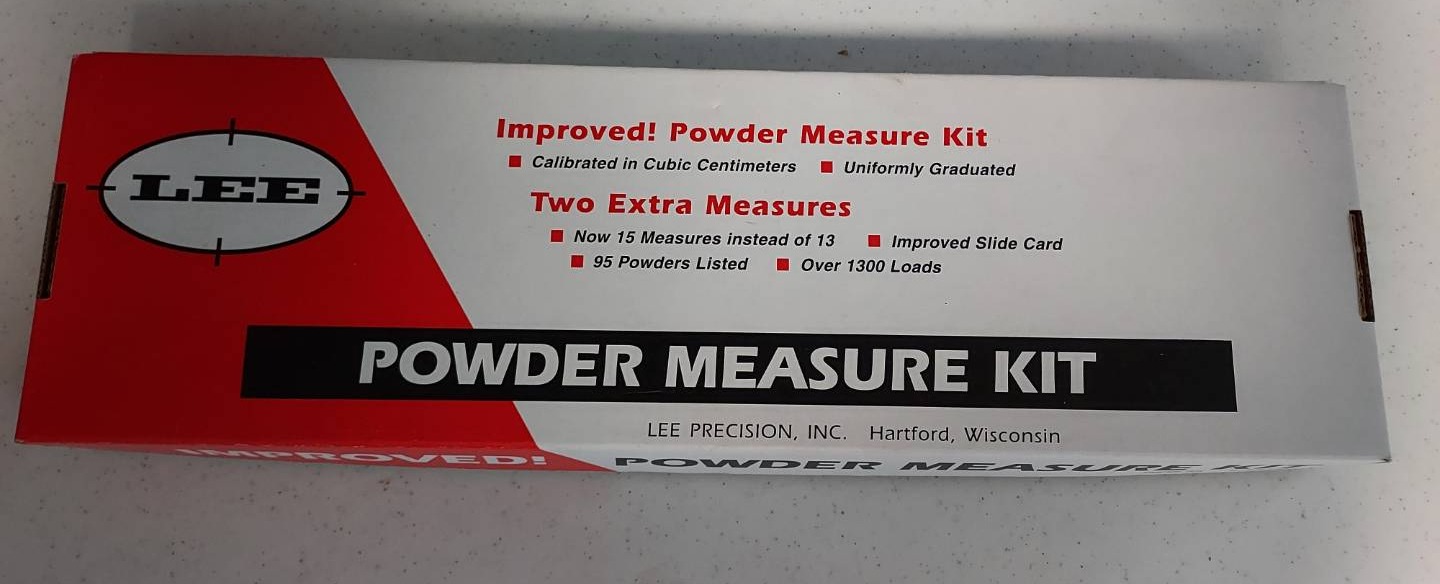 LEE
Improved! Powder Measure Kit
■ Calibrated in Cubic Centimeters ■ Uniformly Graduated
Two Extra Measures
■ Now 15 Measures instead of 13 ■ Improved Slide Card
■ 95 Powders Listed ■ Over 1300 Loads
POWDER MEASURE KIT
LEE PRECISION, INC. Hartford, Wisconsin
IMPROVED! POWDER MEASURE KIT